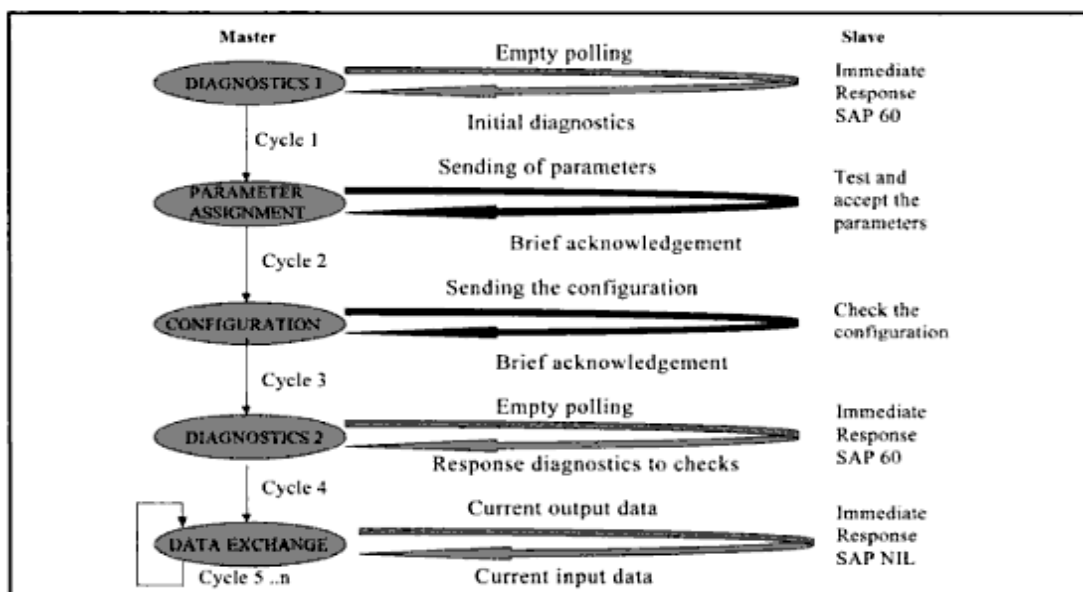 Master
Slave
Empty polling
DIAGNOSTICS 1
Immediate
Response
SAP 60
Initial diagnostics
Cycle 1
Sending of parameters
PARAMETER
ASSIGNMENT
Test and
accept the
parameters
Brief acknowledgement
Cycle 2
Sending the configuration
CONFIGURATION
Check the
configuration
Brief acknowledgement
Cycle 3
Empty polling
DIAGNOSTICS 2
Immediate
Response
SAP 60
Response diagnostics to checks
Cycle 4
Current output data
DATA EXCHANGE
Immediate
Response
SAP NIL
Cycle 5 ..n
Current input data